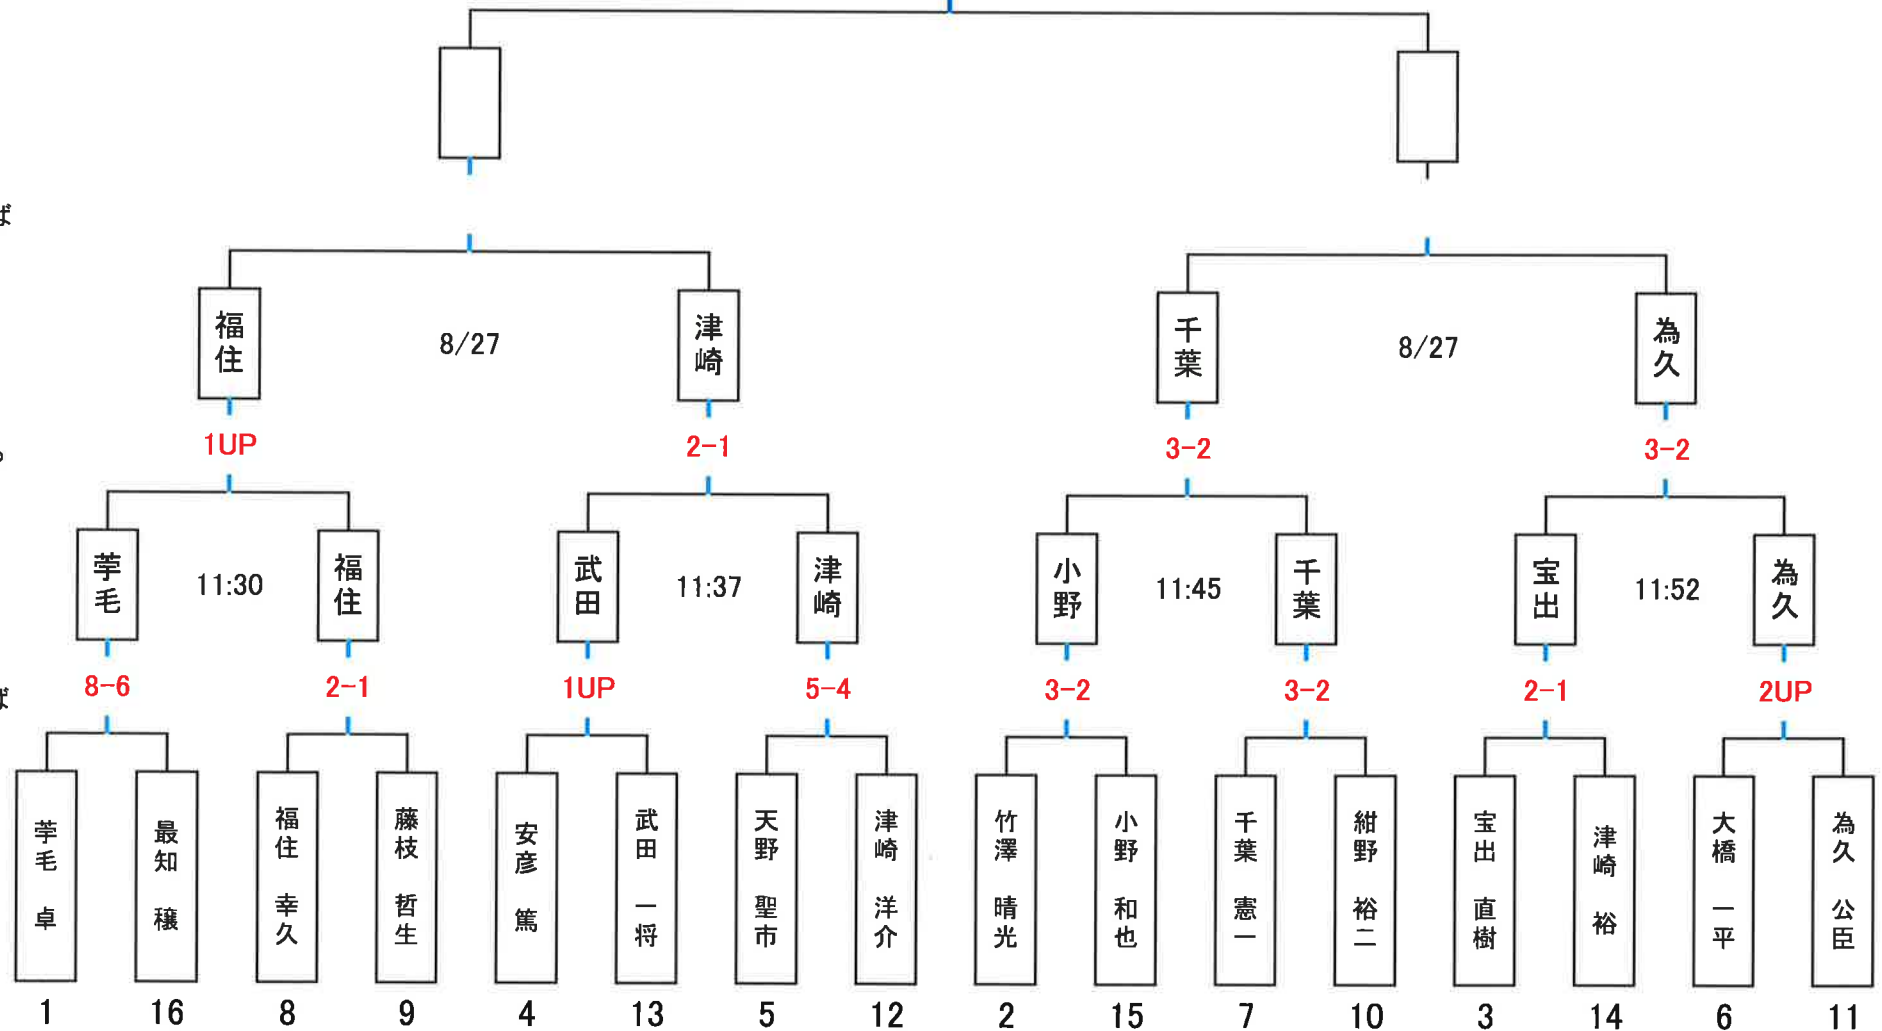 ば
福住
8/27
津崎
千葉
8/27
為久
1UP
2-1
3-2
3-2
。
苧毛
11:30
福住
武田
11:37
津崎
小野
11:45
千葉
宝出
11:52
為久
8-6
2-1
1UP
5-4
3-2
3-2
2-1
2UP
ば
苧毛 卓
最知 穣
福住 幸久
藤枝 哲生
安彦 篤
武田 一将
天野 聖市
津崎 洋介
竹澤 晴光
小野 和也
千葉 憲一
紺野 裕二
宝出 直樹
津崎 裕
大橋 一平
為久 公臣
1
16
8
9
4
13
5
12
2
15
7
10
3
14
6
11